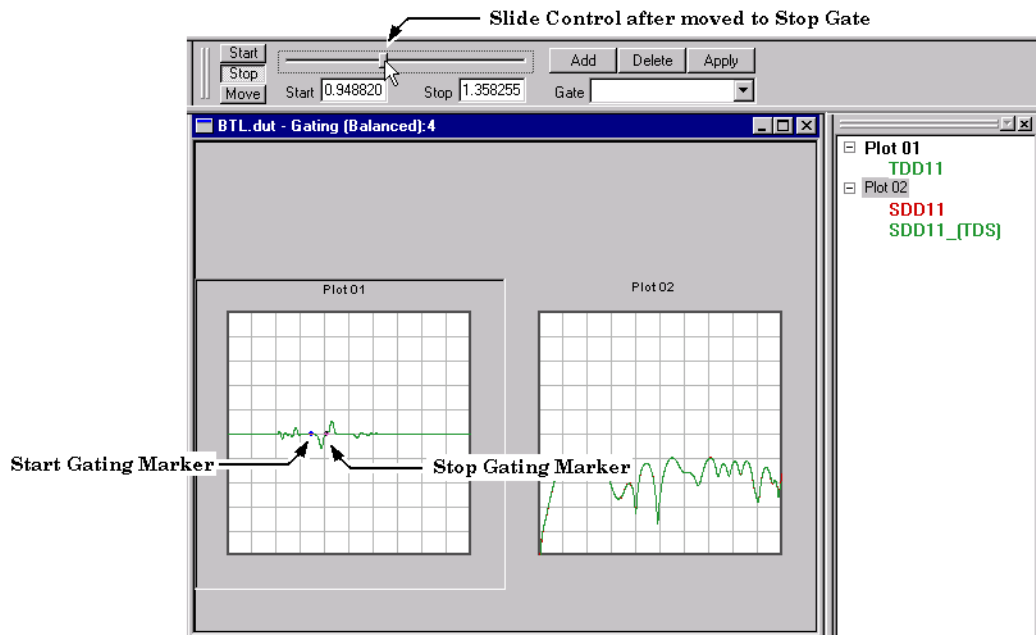 Slide Control after moved to Stop Gate
Start
Stop
Move
Add
Delete
Apply
Start 0.948820
Stop 1.358255
Gate
BTL.dut - Gating (Balanced):4
Plot 01
TDD11
Plot 02
SDD11
SDD11_(TDS)
Plot 01
Plot 02
Start Gating Marker
Stop Gating Marker